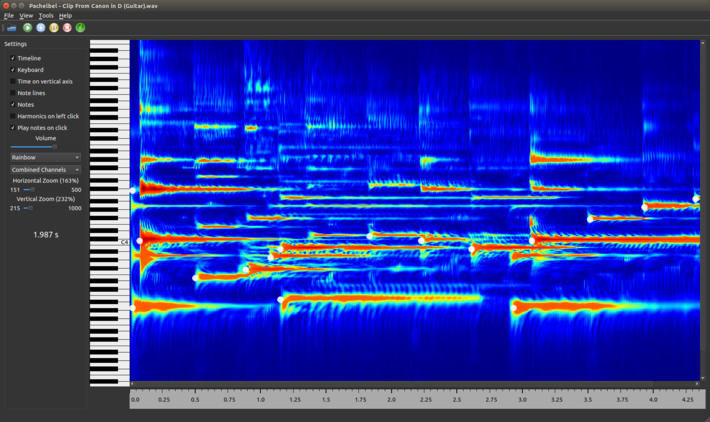 Pachelbel - Clip From Canon in D (Guitar).wav
File View Tools Help
Settings
Timeline
Keyboard
Time on vertical axis
Note lines
Notes
Harmonics on left click
Play notes on click
Volume
Rainbow
Combined Channels
Horizontal Zoom (163%)
151 500
Vertical Zoom (232%)
215 1000
1.987 s
C4
0.0 0.25 0.5 0.75 1.0 1.25 1.5 1.75 2.0 2.25 2.5 2.75 3.0 3.25 3.5 3.75 4.0 4.25